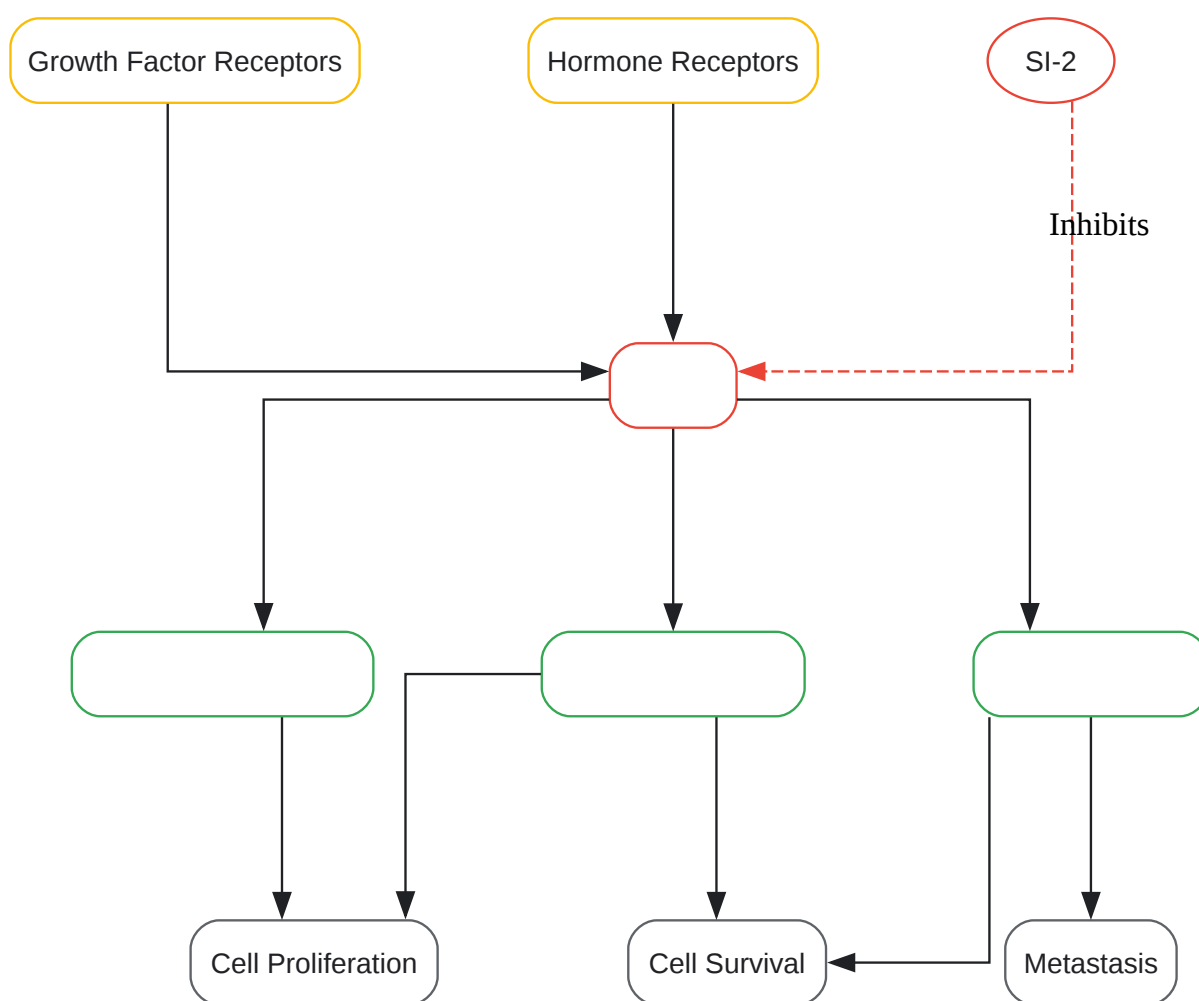 Growth Factor Receptors
Hormone Receptors
SI-2
Inhibits
Cell Proliferation
Cell Survival
Metastasis